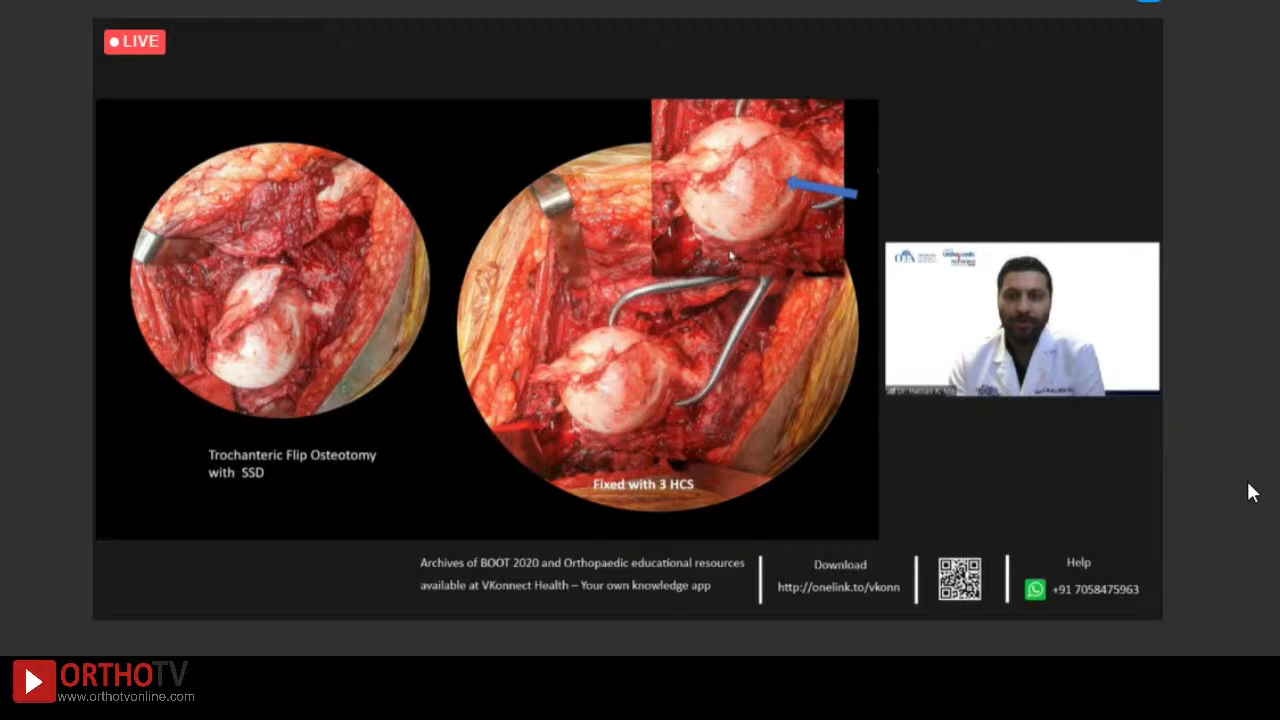 LIVE
Trochanteric Flip Osteotomy
with SSD
Fixed with 3 HCS
OTA
Orthopaedic
Archives of BOOT 2020 and Orthopaedic educational resources
available at VKonnect Health – Your own knowledge app
Download
http://onelink.to/vkonn
Help
+91 7058475963
ORTHOTV
www.orthotvonline.com